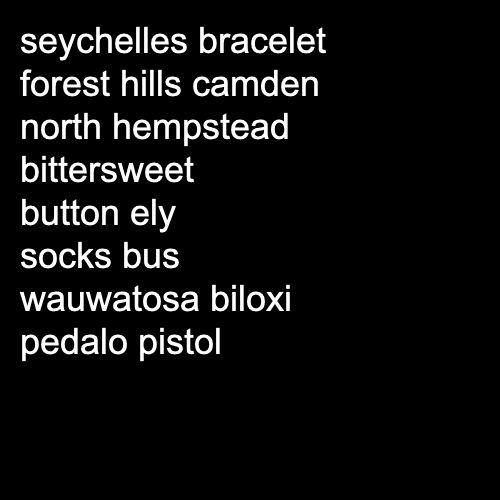 seychelles bracelet
forest hills camden
north hempstead
bittersweet
button ely
socks bus
wauwatosa biloxi
pedalo pistol